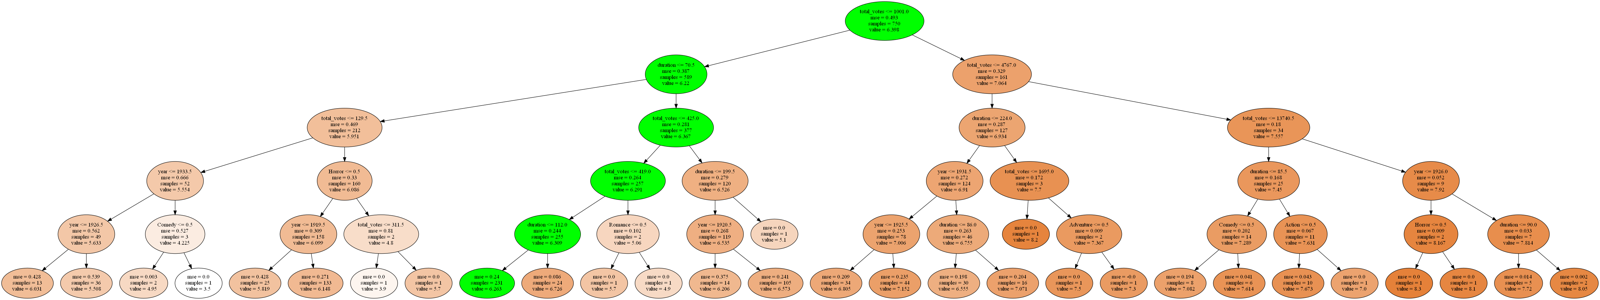 total_votes <= 1001.0
samples = 750
value = 6.398
duration <= 70.5
mse = 0.387
samples = 589
value = 6.22
total_votes <= 4767.0
mse = 0.329
samples = 161
value = 7.064
total_votes <= 129.5
mse = 0.469
samples = 212
value = 5.951
total_votes <= 425.0
mse = 0.281
samples = 377
value = 6.367
duration <= 224.0
mse = 0.287
samples = 127
value = 6.934
total_votes <= 13740.5
mse = 0.18
samples = 34
value = 7.557
year <= 1933.5
mse = 0.666
samples = 52
value = 5.554
Horror <= 0.5
mse = 0.33
samples = 160
value = 6.086
total_votes <= 419.0
mse = 0.264
samples = 257
value = 6.298
duration <= 199.5
mse = 0.279
samples = 120
value = 6.526
year <= 1931.5
mse = 0.272
samples = 124
value = 6.91
total_votes <= 1695.0
mse = 0.172
samples = 3
value = 7.7
duration <= 85.5
mse = 0.168
samples = 25
value = 7.45
year <= 1926.0
mse = 0.052
samples = 9
value = 7.92
year <= 1926.5
mse = 0.562
samples = 49
value = 5.633
Comedy <= 0.5
mse = 0.527
samples = 3
value = 4.225
year <= 1919.5
mse = 0.309
samples = 158
value = 6.099
total_votes <= 311.5
mse = 0.81
samples = 2
value = 4.8
duration <= 112.0
mse = 0.244
samples = 255
value = 6.309
Romance <= 0.5
mse = 0.102
samples = 2
value = 5.06
year <= 1920.5
mse = 0.268
samples = 119
value = 6.535
mse = 0.0
samples = 1
value = 5.1
year <= 1925.5
mse = 0.253
samples = 78
value = 7.006
duration <= 86.0
mse = 0.263
samples = 46
value = 6.755
mse = 0.0
samples = 1
value = 8.2
Adventure <= 0.5
mse = 0.009
samples = 2
value = 7.367
Comedy <= 0.5
mse = 0.202
samples = 14
value = 7.289
Action <= 0.5
mse = 0.067
samples = 11
value = 7.631
Horror <= 0.5
mse = 0.009
samples = 2
value = 8.167
duration <= 90.0
mse = 0.033
samples = 7
value = 7.814
mse = 0.428
samples = 13
value = 6.031
mse = 0.539
samples = 36
value = 5.508
mse = 0.003
samples = 2
value = 4.95
mse = 0.0
samples = 1
value = 3.5
mse = 0.428
samples = 25
value = 5.819
mse = 0.271
samples = 133
value = 6.148
mse = 0.0
samples = 1
value = 3.9
mse = 0.0
samples = 1
value = 5.7
mse = 0.24
samples = 231
value = 6.263
mse = 0.086
samples = 24
value = 6.726
mse = 0.0
samples = 1
value = 5.7
mse = 0.0
samples = 1
value = 4.9
mse = 0.375
samples = 14
value = 6.206
mse = 0.241
samples = 105
value = 6.573
mse = 0.209
samples = 34
value = 6.805
mse = 0.235
samples = 44
value = 7.152
mse = 0.198
samples = 30
value = 6.555
mse = 0.204
samples = 16
value = 7.071
mse = 0.0
samples = 1
value = 7.5
mse = -0.0
samples = 1
value = 7.3
mse = 0.194
samples = 8
value = 7.082
mse = 0.048
samples = 6
value = 7.614
mse = 0.043
samples = 10
value = 7.673
mse = 0.0
samples = 1
value = 7.0
mse = 0.0
samples = 1
value = 8.3
mse = 0.0
samples = 1
value = 8.1
mse = 0.014
samples = 5
value = 7.72
mse = 0.002
samples = 2
value = 8.05